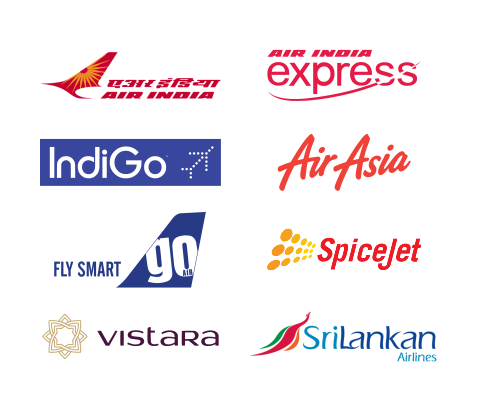 एअर इंडिया
AIR INDIA
AIR INDIA
express
IndiGo
AirAsia
FLY SMART
go
AIR
SpiceJet
VISTARA
SriLankan
Airlines